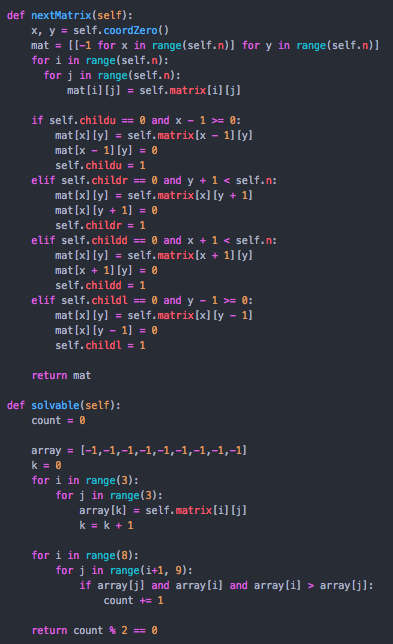 def nextMatrix(self):
    x, y = self.coordZero()
    mat = [[-1 for x in range(self.n)] for y in range(self.n)]
    for i in range(self.n):
      for j in range(self.n):
          mat[i][j] = self.matrix[i][j]

    if self.childu == 0 and x - 1 >= 0:
        mat[x][y] = self.matrix[x - 1][y]
        mat[x - 1][y] = 0
        self.childu = 1
    elif self.childr == 0 and y + 1 < self.n:
        mat[x][y] = self.matrix[x][y + 1]
        mat[x][y + 1] = 0
        self.childr = 1
    elif self.childd == 0 and x + 1 < self.n:
        mat[x][y] = self.matrix[x + 1][y]
        mat[x + 1][y] = 0
        self.childd = 1
    elif self.childl == 0 and y - 1 >= 0:
        mat[x][y] = self.matrix[x][y - 1]
        mat[x][y - 1] = 0
        self.childl = 1

    return mat

def solvable(self):
    count = 0

    array = [-1,-1,-1,-1,-1,-1,-1,-1,-1]
    k = 0
    for i in range(3):
        for j in range(3):
            array[k] = self.matrix[i][j]
            k = k + 1

    for i in range(8):
        for j in range(i+1, 9):
            if array[j] and array[i] and array[i] > array[j]:
                count += 1

    return count % 2 == 0